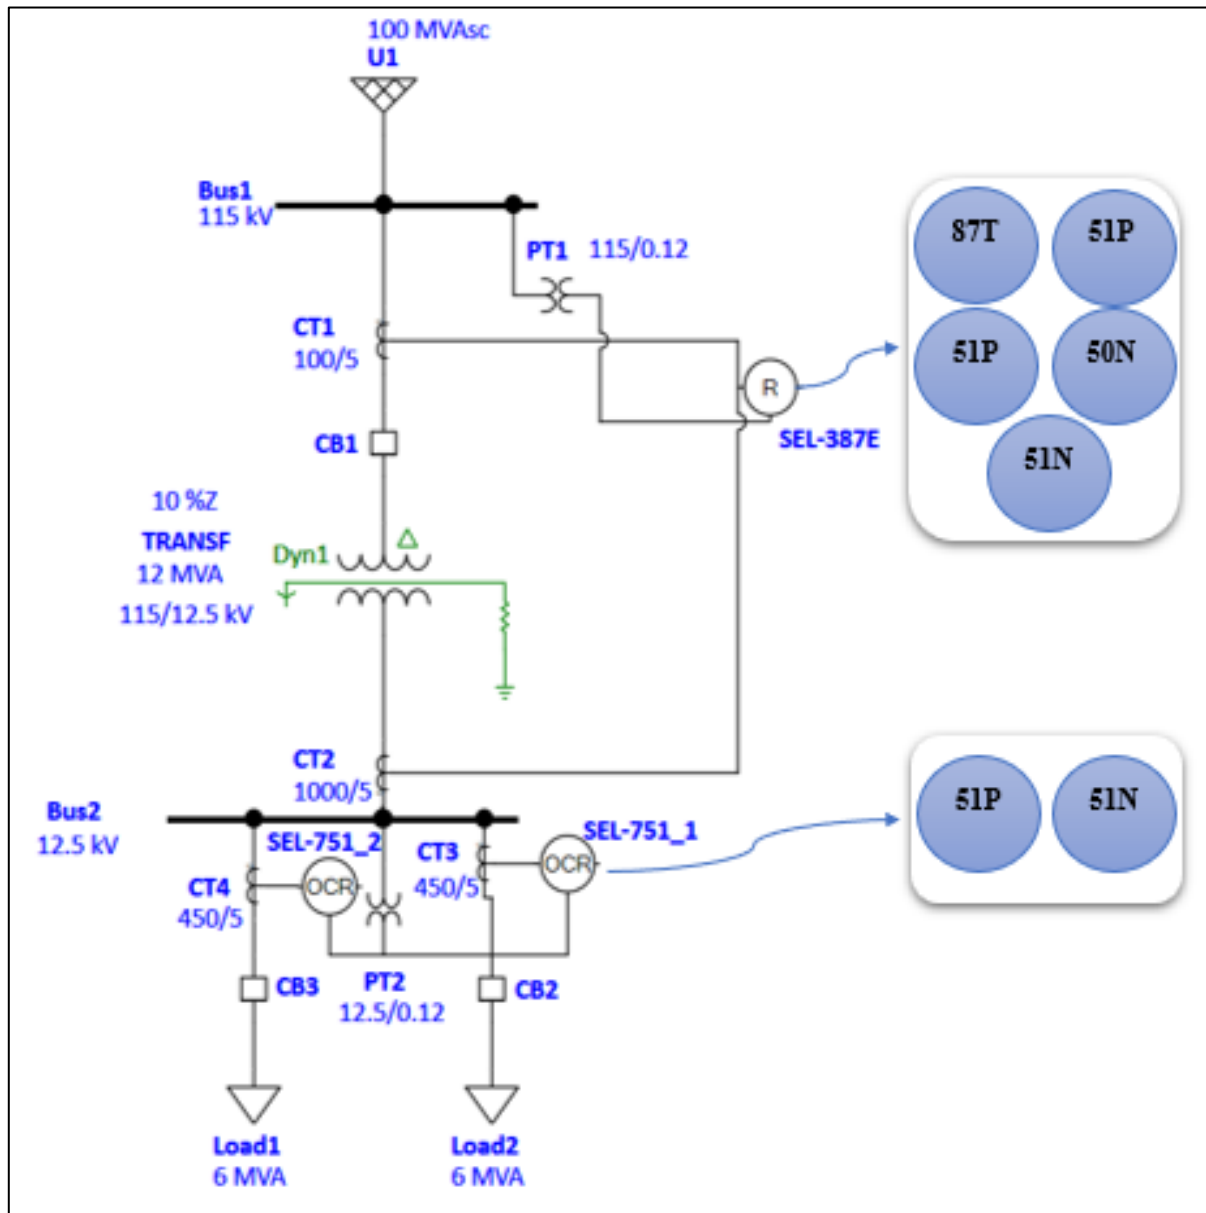 100 MVAsc
U1
Bus1
115 kV
PT1 115/0.12
CT1
100/5
R
SEL-387E
CB1
87T 51P
51P 50N
51N
10 %Z
TRANSF
12 MVA
115/12.5 kV
Dyn1
CT2
1000/5
Bus2
12.5 kV
SEL-751_2
SEL-751_1
CT3
450/5
OCR
CT4
450/5
OCR
51P 51N
CB3
PT2
12.5/0.12
CB2
Load1
6 MVA
Load2
6 MVA